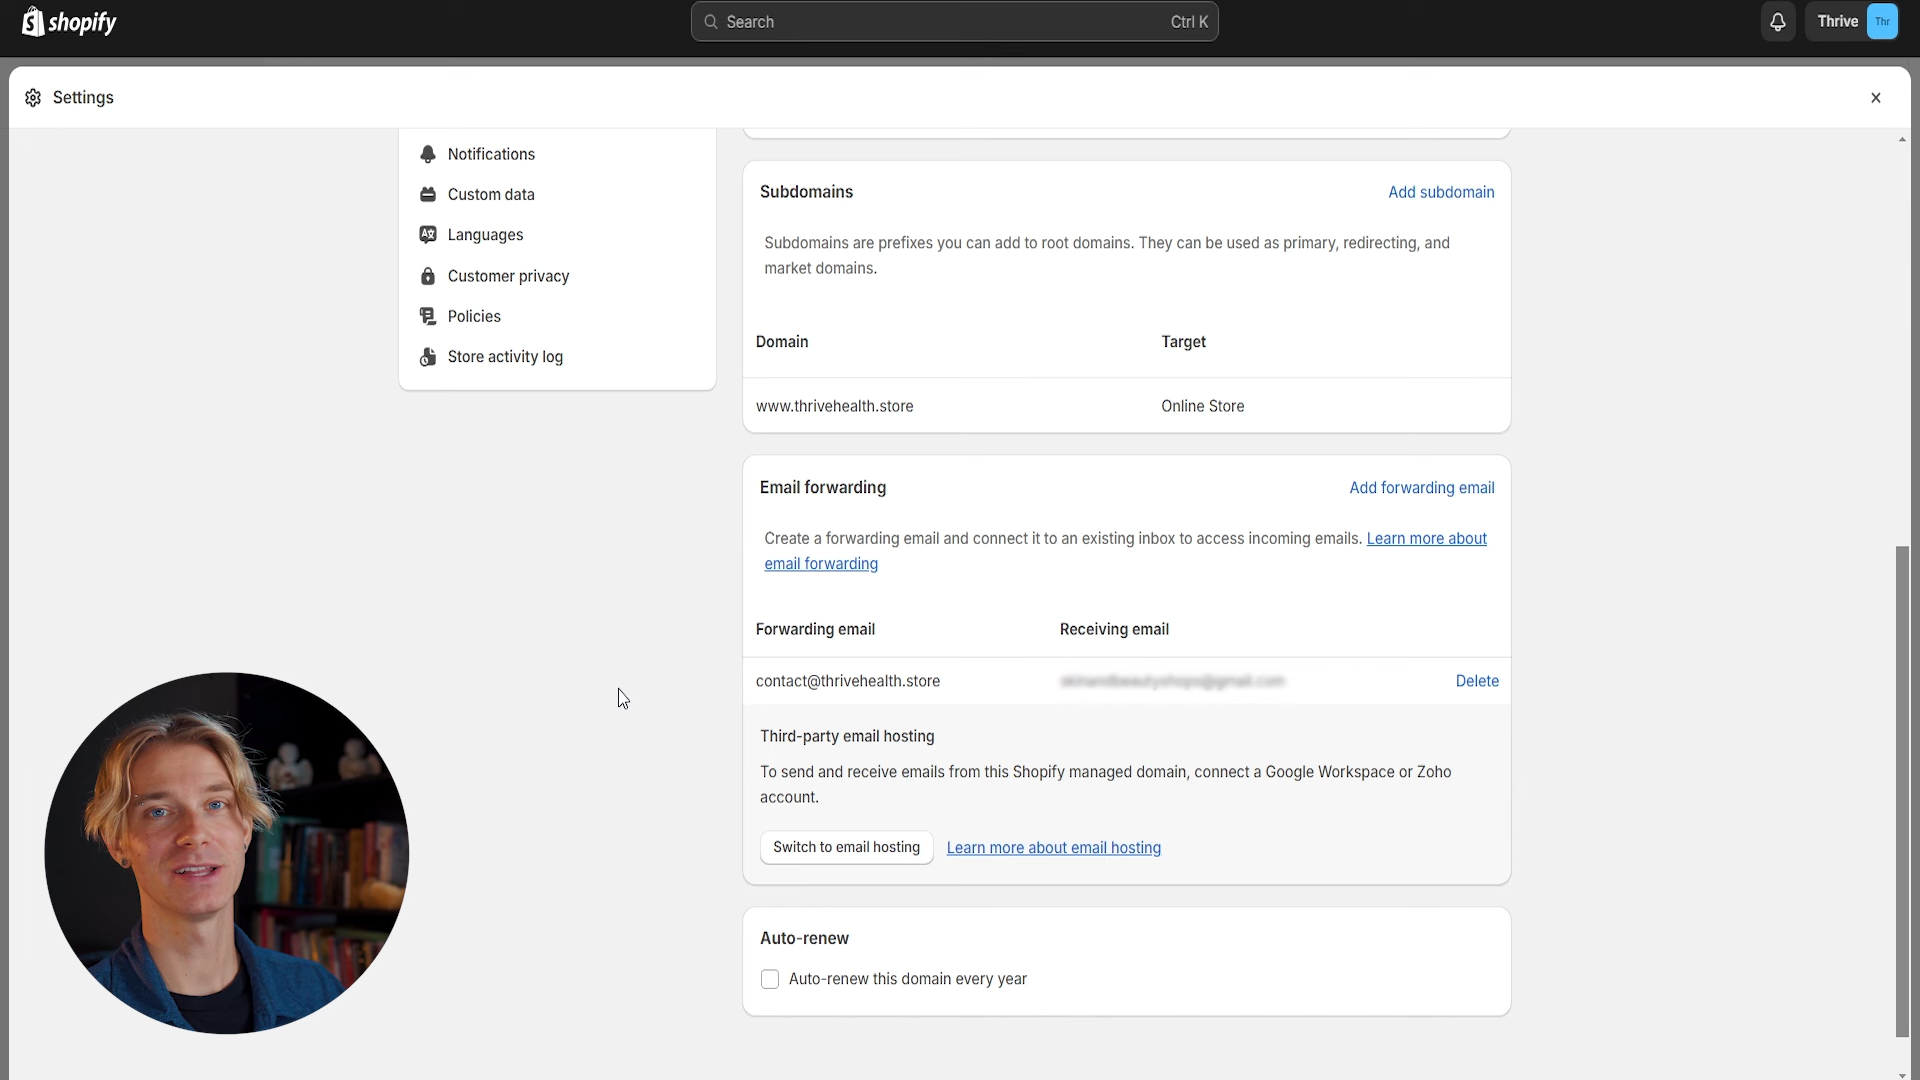 shopify
Search
Ctrl K
Thrive
Thr
Settings
Notifications
Custom data
Languages
Customer privacy
Policies
Store activity log
Subdomains
Add subdomain
Subdomains are prefixes you can add to root domains. They can be used as primary, redirecting, and
market domains.
Domain
Target
www.thrivehealth.store
Online Store
Email forwarding
Add forwarding email
Create a forwarding email and connect it to an existing inbox to access incoming emails. Learn more about
email forwarding
Forwarding email
Receiving email
contact@thrivehealth.store
Delete
Third-party email hosting
To send and receive emails from this Shopify managed domain, connect a Google Workspace or Zoho
account.
Switch to email hosting
Learn more about email hosting
Auto-renew
Auto-renew this domain every year